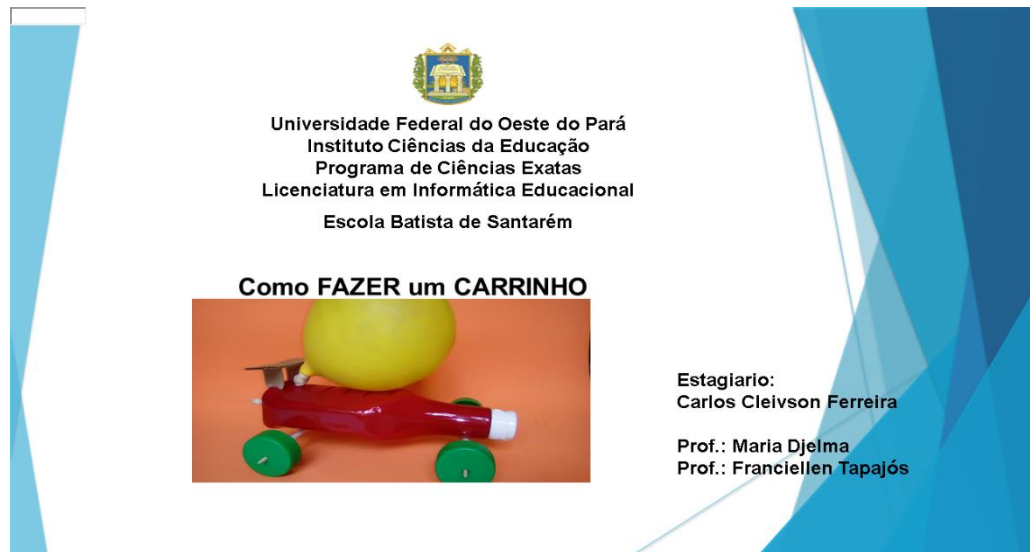 Universidade Federal do Oeste do Pará
Instituto Ciências da Educação
Programa de Ciências Exatas
Licenciatura em Informática Educacional
Escola Batista de Santarém
Como FAZER um CARRINHO
Estagiario:
Carlos Cleivson Ferreira
Prof.: Maria Djelma
Prof.: Franciellen Tapajós